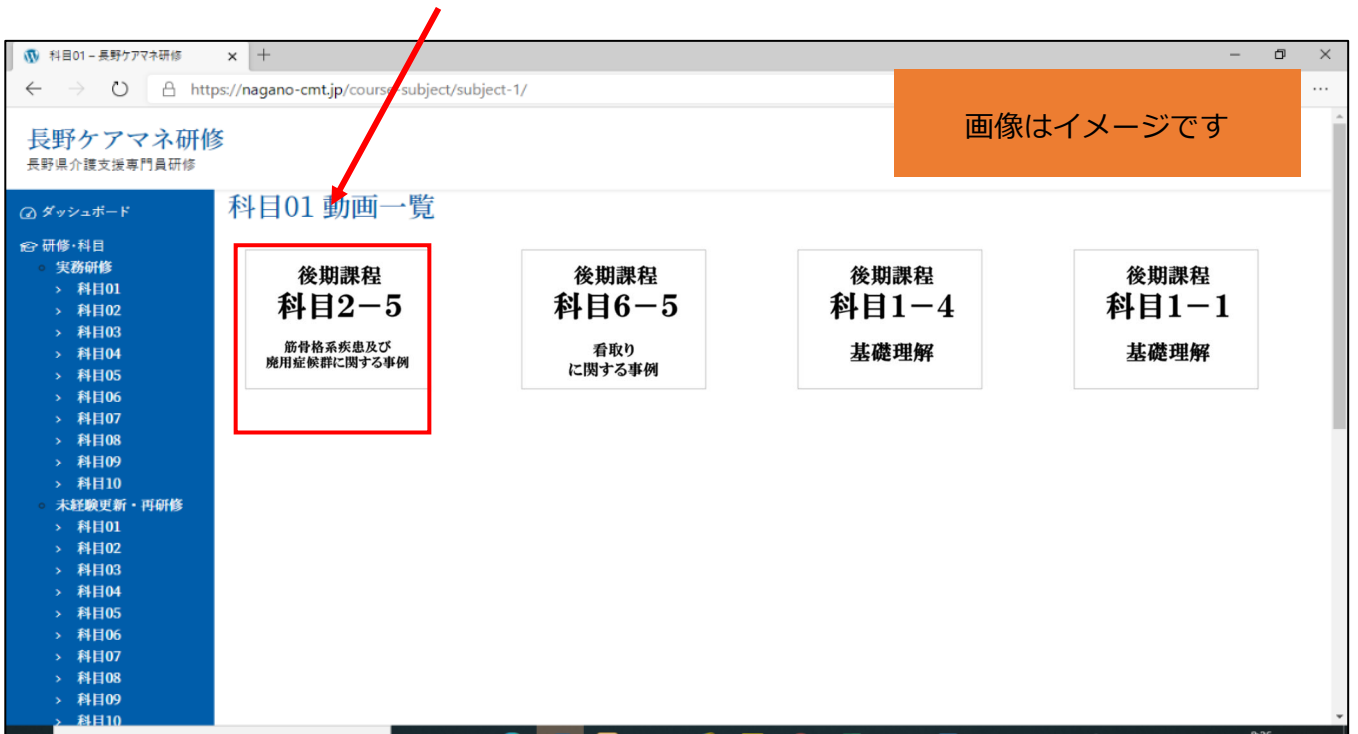 科目01 – 長野ケアマネ研修
https://nagano-cmt.jp/course-subject/subject-1/
画像はイメージです
長野ケアマネ研修
長野県介護支援専門員研修
ダッシュボード
研修・科目
実務研修
科目01
科目02
科目03
科目04
科目05
科目06
科目07
科目08
科目09
科目10
未経験更新・再研修
科目01
科目02
科目03
科目04
科目05
科目06
科目07
科目08
科目09
科目10
科目01 動画一覧
後期課程
科目2－5
筋骨格系疾患及び
廃用症候群に関する事例
後期課程
科目6－5
看取り
に関する事例
後期課程
科目1－4
基礎理解
後期課程
科目1－1
基礎理解